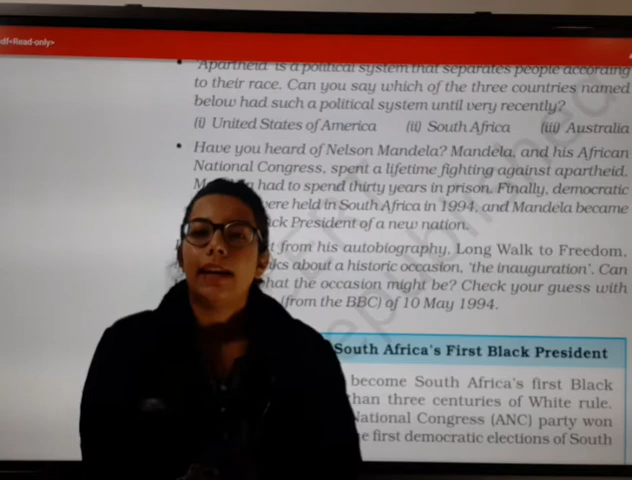 df<Read-only>
• 'Apartheid' is a political system that separates people according
to their race. Can you say which of the three countries named
below had such a political system until very recently?
(i) United States of America (ii) South Africa (iii) Australia
• Have you heard of Nelson Mandela? Mandela, and his African
National Congress, spent a lifetime fighting against apartheid.
had to spend thirty years in prison. Finally, democratic
were held in South Africa in 1994, and Mandela became
ck President of a new nation.
t from his autobiography, Long Walk to Freedom,
ks about a historic occasion, 'the inauguration'. Can
hat the occasion might be? Check your guess with
(from the BBC) of 10 May 1994.
South Africa's First Black President
become South Africa's first Black
than three centuries of White rule.
National Congress (ANC) party won
e first democratic elections of South